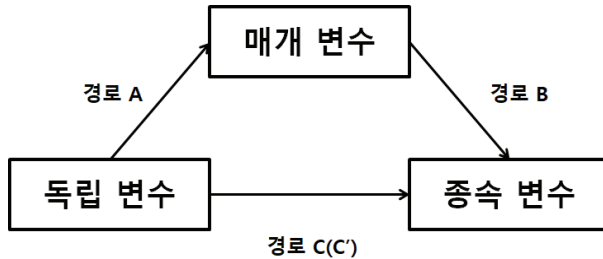 매개 변수
경로 A
경로 B
독립 변수
종속 변수
경로 C(C’)